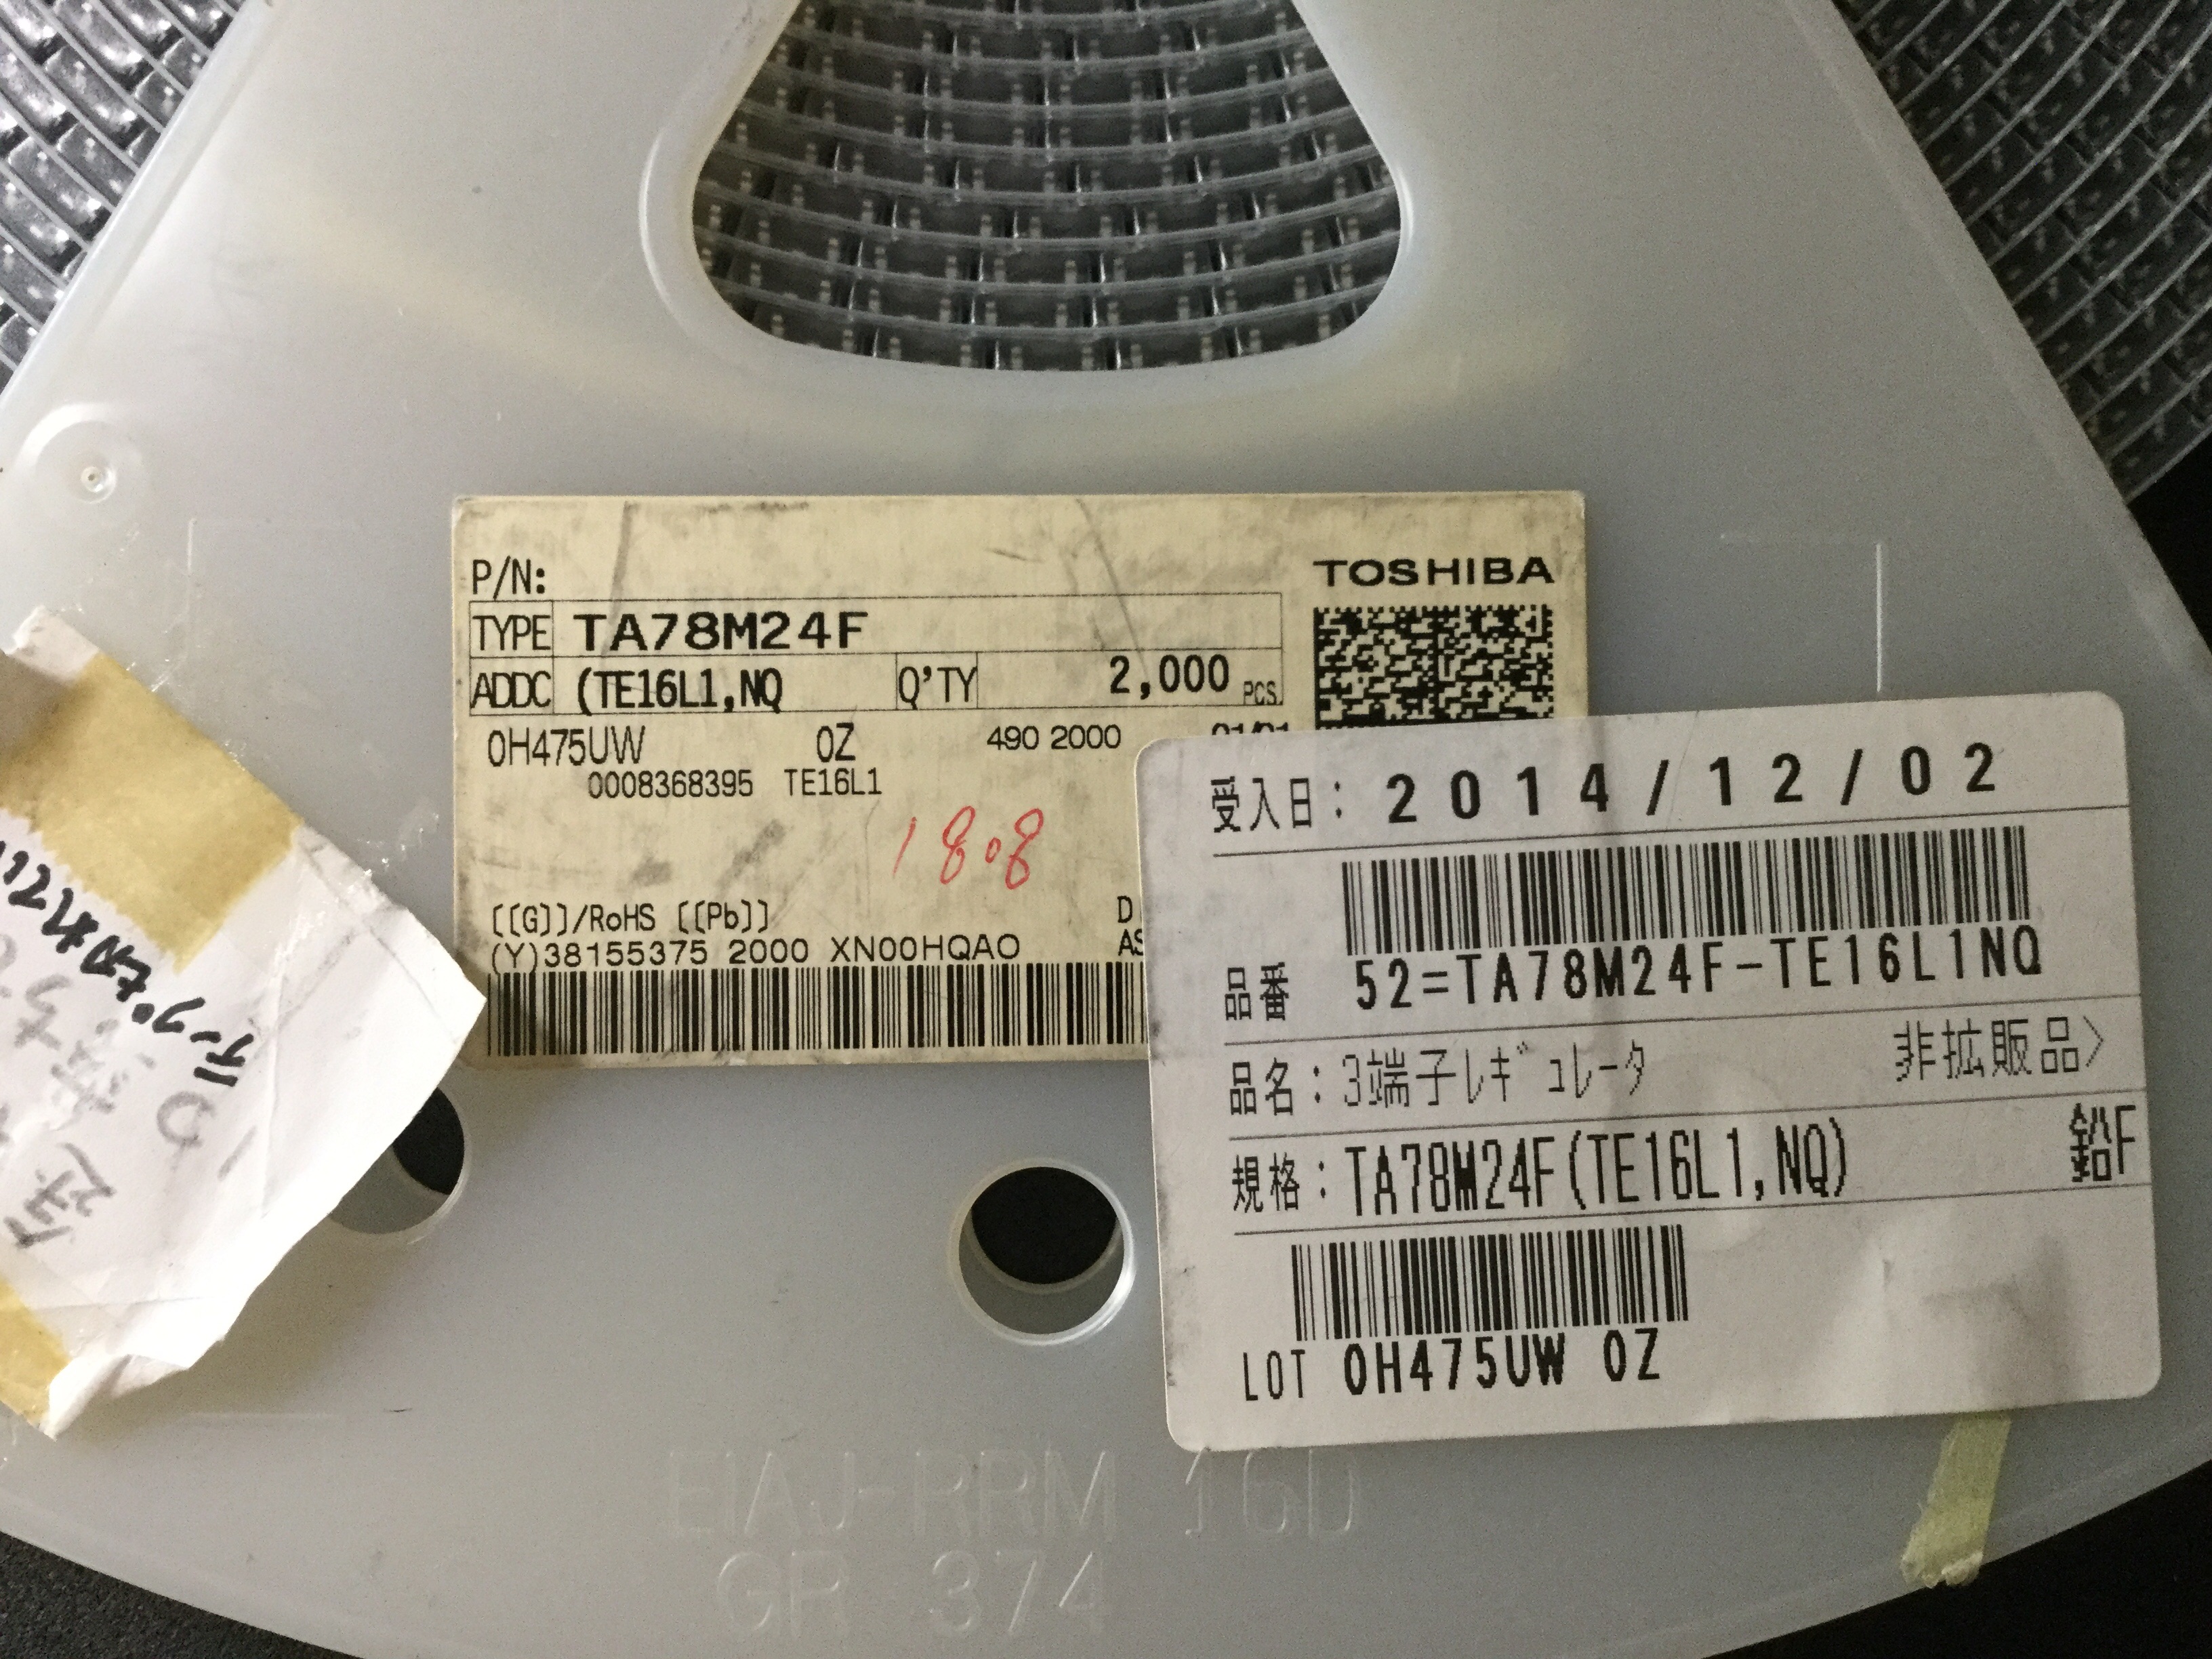 P/N:
TOSHIBA
TYPE TA78M24F
ADDC (TE16L1,NQ Q'TY 2,000 PCS.
0H475UW 0Z 490 2000
0008368395 TE16L1
1808
[[G]]/RoHS [[Pb]]
(Y)38155375 2000 XN00HQAO
受入日: 2014/12/02
品番 52=TA78M24F-TE16L1NQ
品名:3端子レギュレータ 非拡販品>
規格:TA78M24F(TE16L1,NQ) 鉛F
LOT 0H475UW 0Z
EIAJ-RRM 16D
GR 374